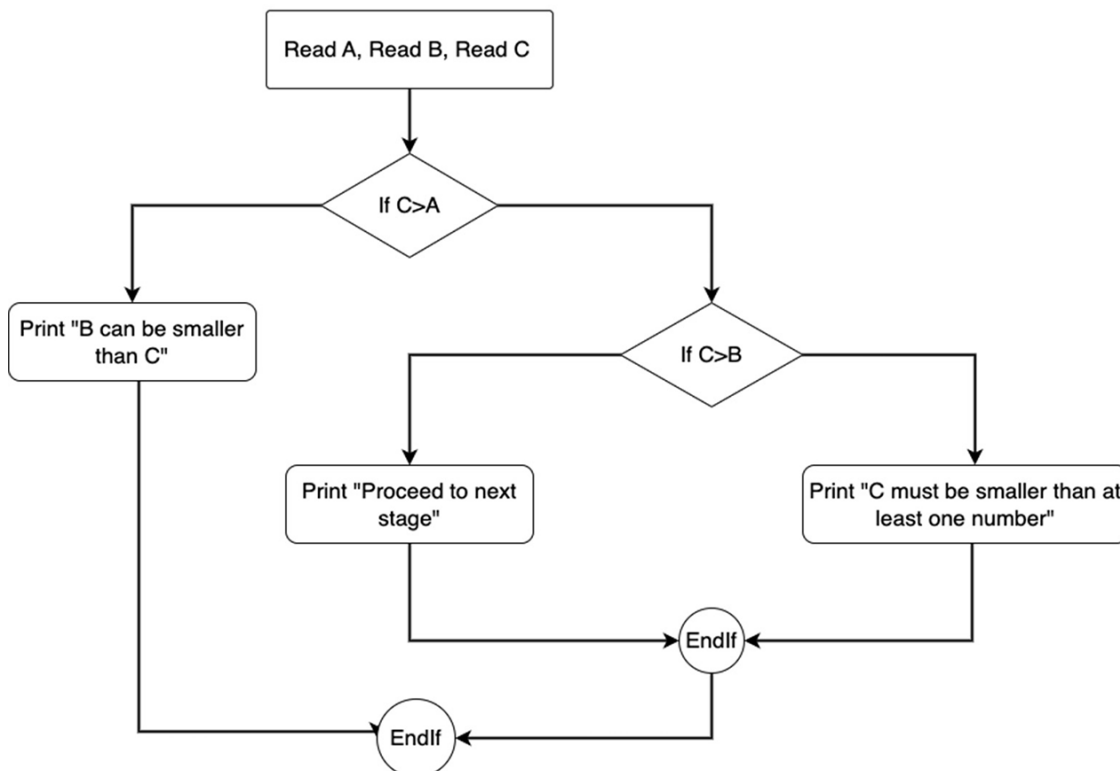 Read A, Read B, Read C
If C>A
Print "B can be smaller
than C"
If C>B
Print "Proceed to next
stage"
Print "C must be smaller than at
least one number"
EndIf
EndIf